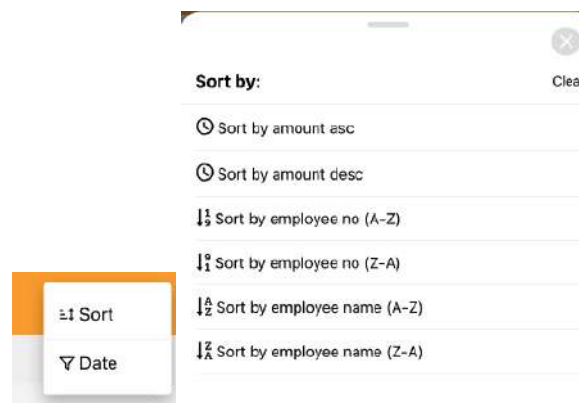 Sort by:
Clea
Sort by amount asc
Sort by amount desc
Sort by employee no (A-Z)
Sort by employee no (Z-A)
Sort by employee name (A-Z)
Sort by employee name (Z-A)
Sort
Date